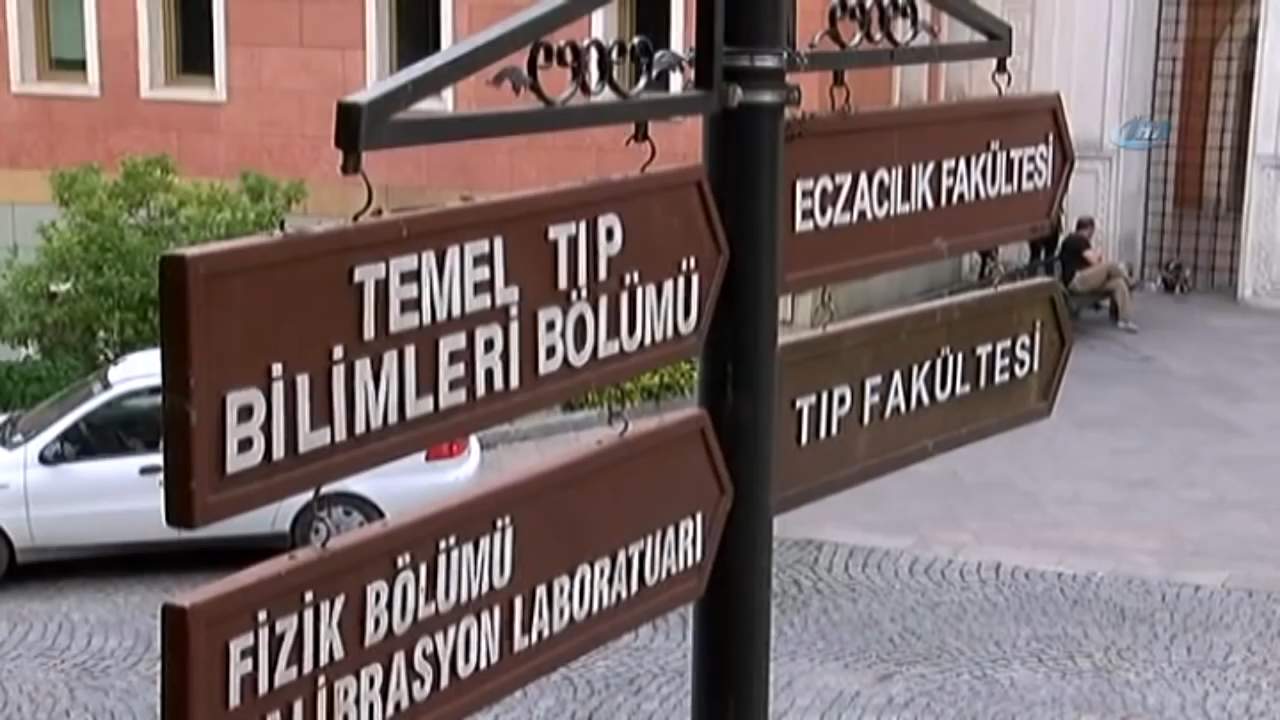 TEMEL TIP
BİLİMLERİ BÖLÜMÜ
FİZİK BÖLÜMÜ
LABORATUARI
ECZACILIK FAKÜLTESİ
TIP FAKÜLTESİ